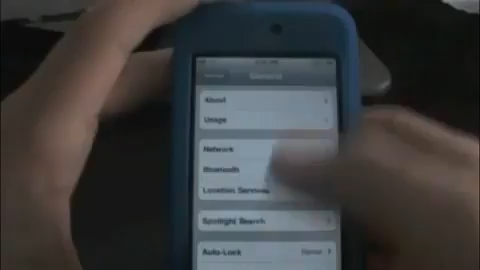 General
About
Usage
Network
Bluetooth
Location Services
Spotlight Search
Auto-Lock